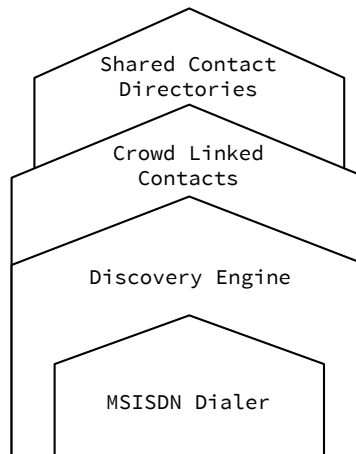 Shared Contact
Directories
Crowd Linked
Contacts
Discovery Engine
MSISDN Dialer